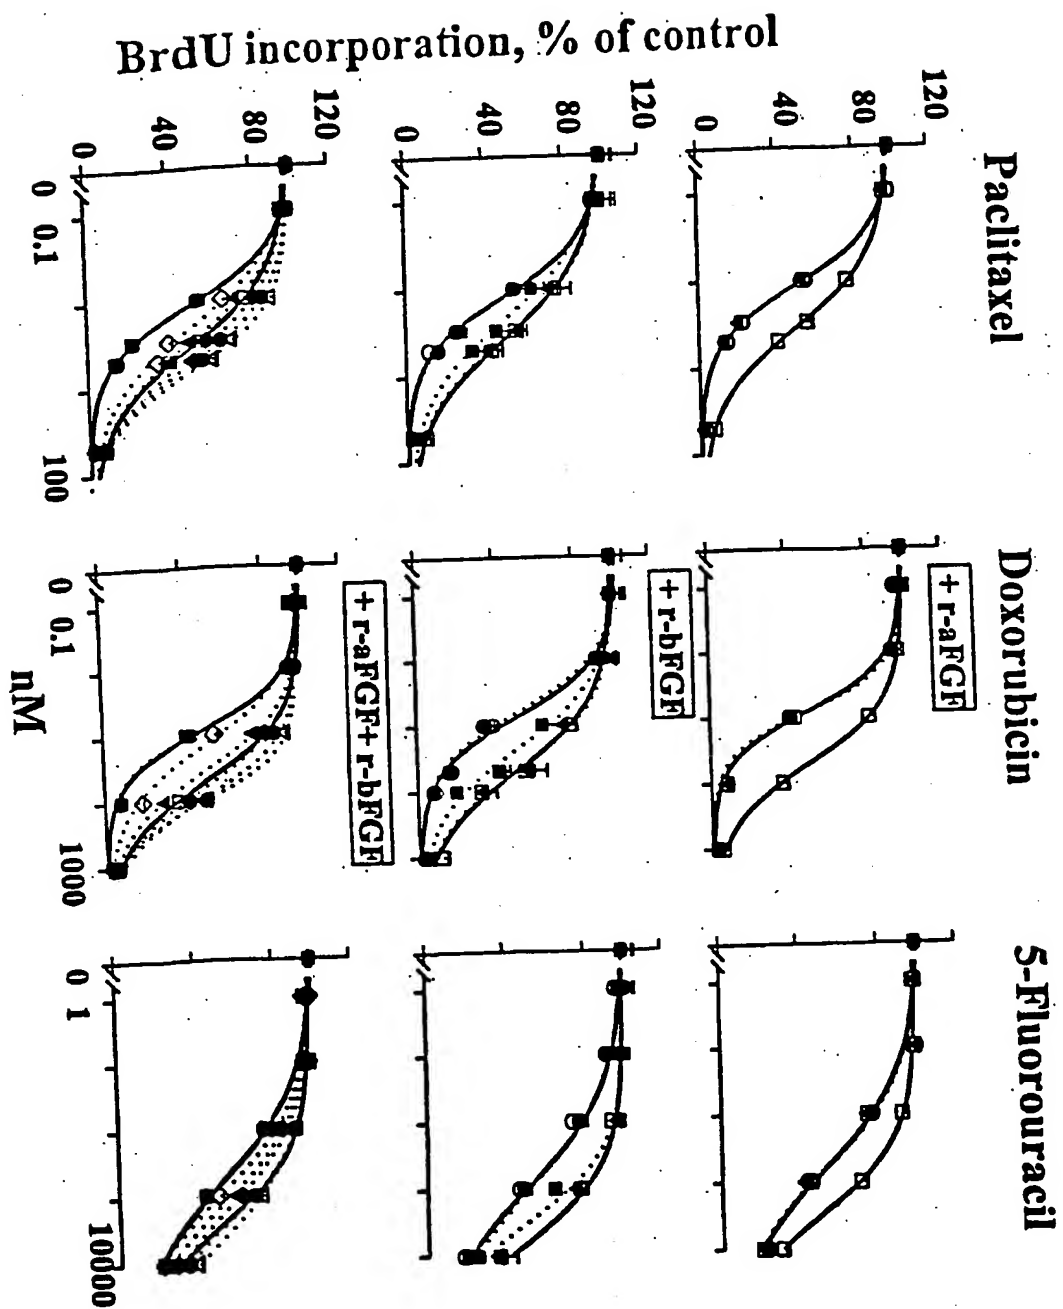 Paclitaxel
Doxorubicin
5-Fluorouracil
BrdU incorporation, % of control
120
80
40
0
+ r-aFGF
120
80
40
0
+ r-bFGF
120
80
40
0
+ r-aFGF+ r-bFGF
0 0.1 100
0 0.1 1000
0 1 10000
nM